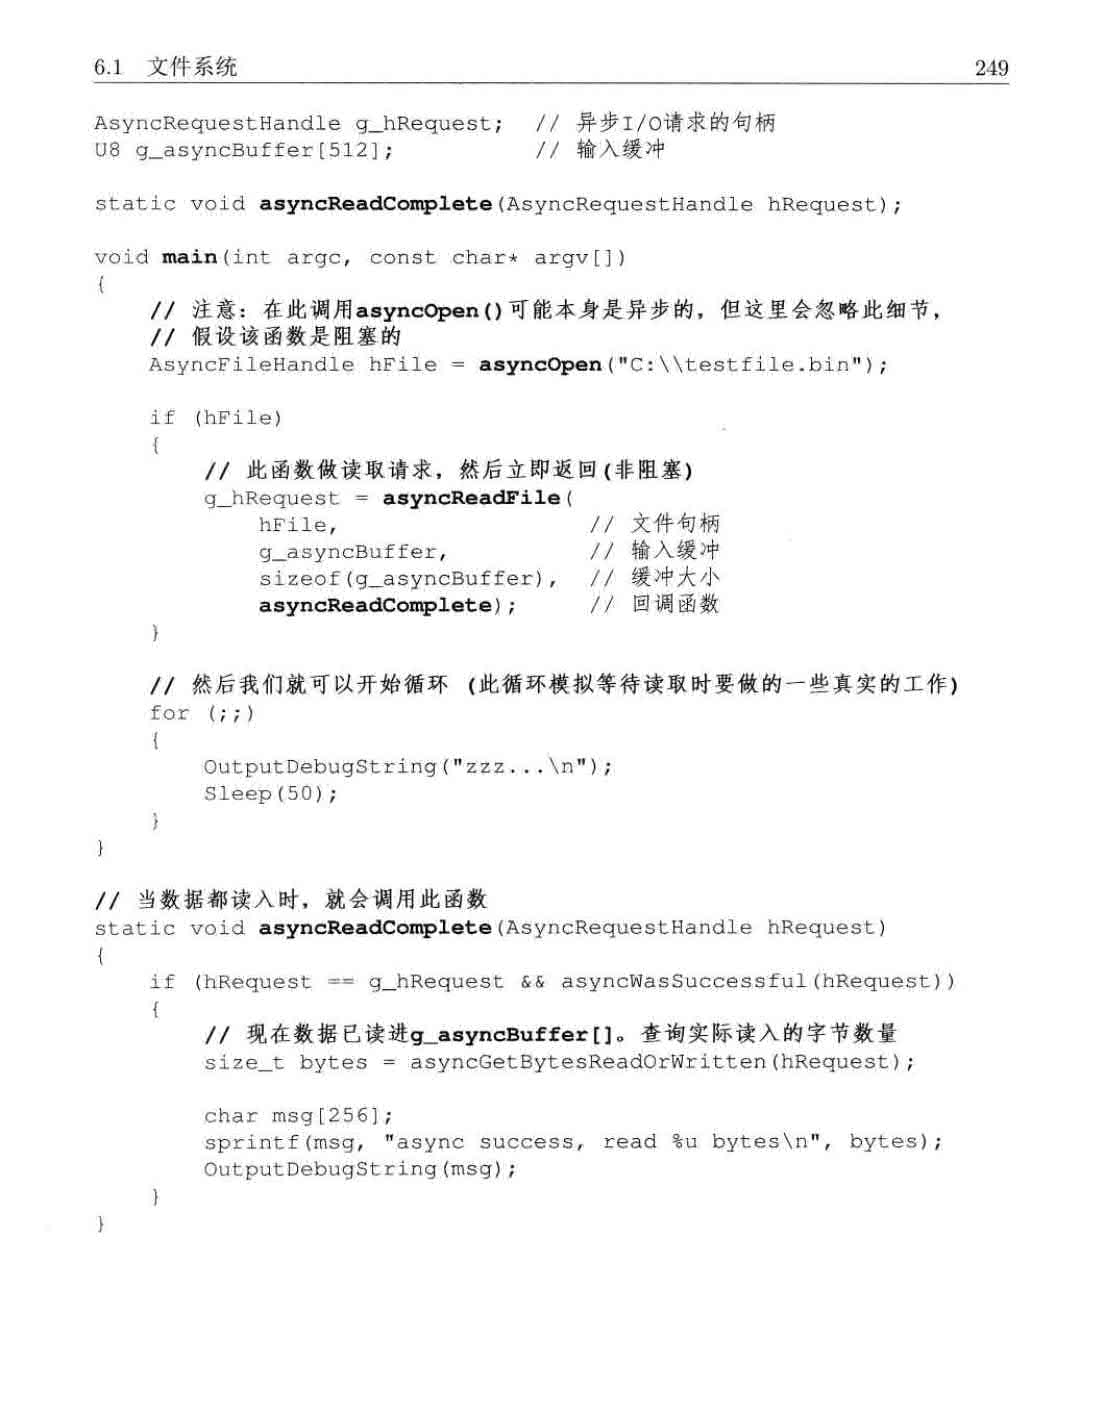 6.1 文件系统 249
AsyncRequestHandle g_hRequest; // 异步I/O请求的句柄
U8 g_asyncBuffer[512]; // 输入缓冲
static void asyncReadComplete(AsyncRequestHandle hRequest);
void main(int argc, const char* argv[])
{
// 注意：在此调用asyncOpen()可能本身是异步的，但这里会忽略此细节，
// 假设该函数是阻塞的
AsyncFileHandle hFile = asyncOpen("C:\\testfile.bin");
if (hFile)
{
// 此函数做读取请求，然后立即返回(非阻塞)
g_hRequest = asyncReadFile(
hFile, // 文件句柄
g_asyncBuffer, // 输入缓冲
sizeof(g_asyncBuffer), // 缓冲大小
asyncReadComplete); // 回调函数
}
// 然后我们就可以开始循环 (此循环模拟等待读取时要做的一些真实的工作)
for (;;)
{
OutputDebugString("zzz...\n");
Sleep(50);
}
}
// 当数据都读入时，就会调用此函数
static void asyncReadComplete(AsyncRequestHandle hRequest)
{
if (hRequest == g_hRequest && asyncWasSuccessful(hRequest))
{
// 现在数据已读进g_asyncBuffer[]。查询实际读入的字节数量
size_t bytes = asyncGetBytesReadOrWritten(hRequest);
char msg[256];
sprintf(msg, "async success, read %u bytes\n", bytes);
OutputDebugString(msg);
}
}